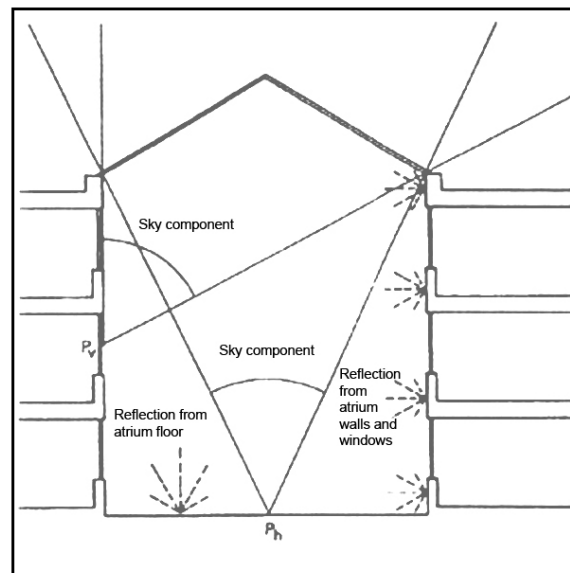 Sky component
Pv
Sky component
Reflection
from
atrium
walls and
windows
Reflection from
atrium floor
Ph